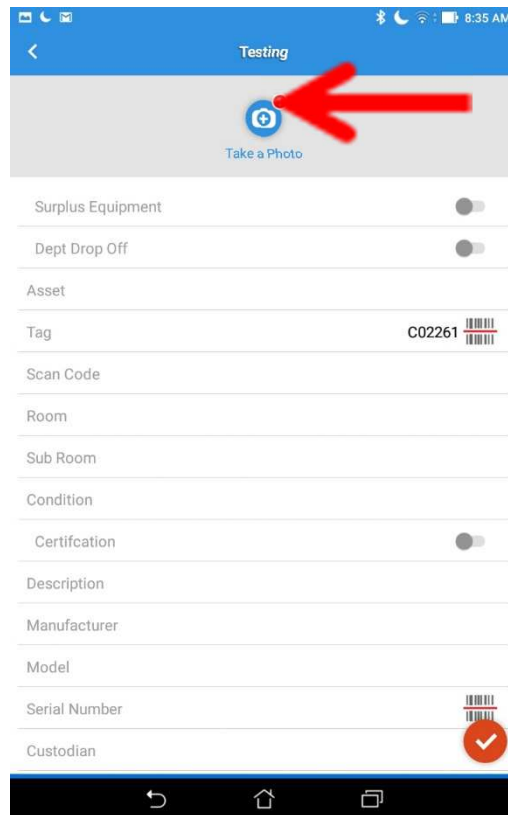 8:35 AM
Testing
Take a Photo
Surplus Equipment
Dept Drop Off
Asset
Tag C02261
Scan Code
Room
Sub Room
Condition
Certifcation
Description
Manufacturer
Model
Serial Number
Custodian